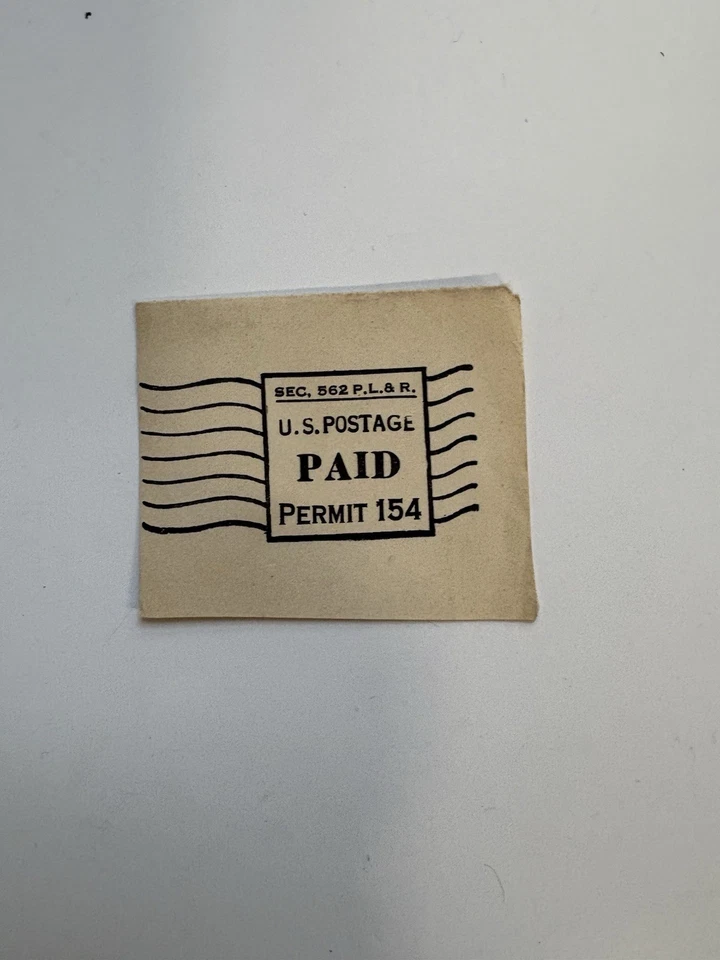 SEC. 562 P.L.& R.
U.S.POSTAGE
PAID
PERMIT 154